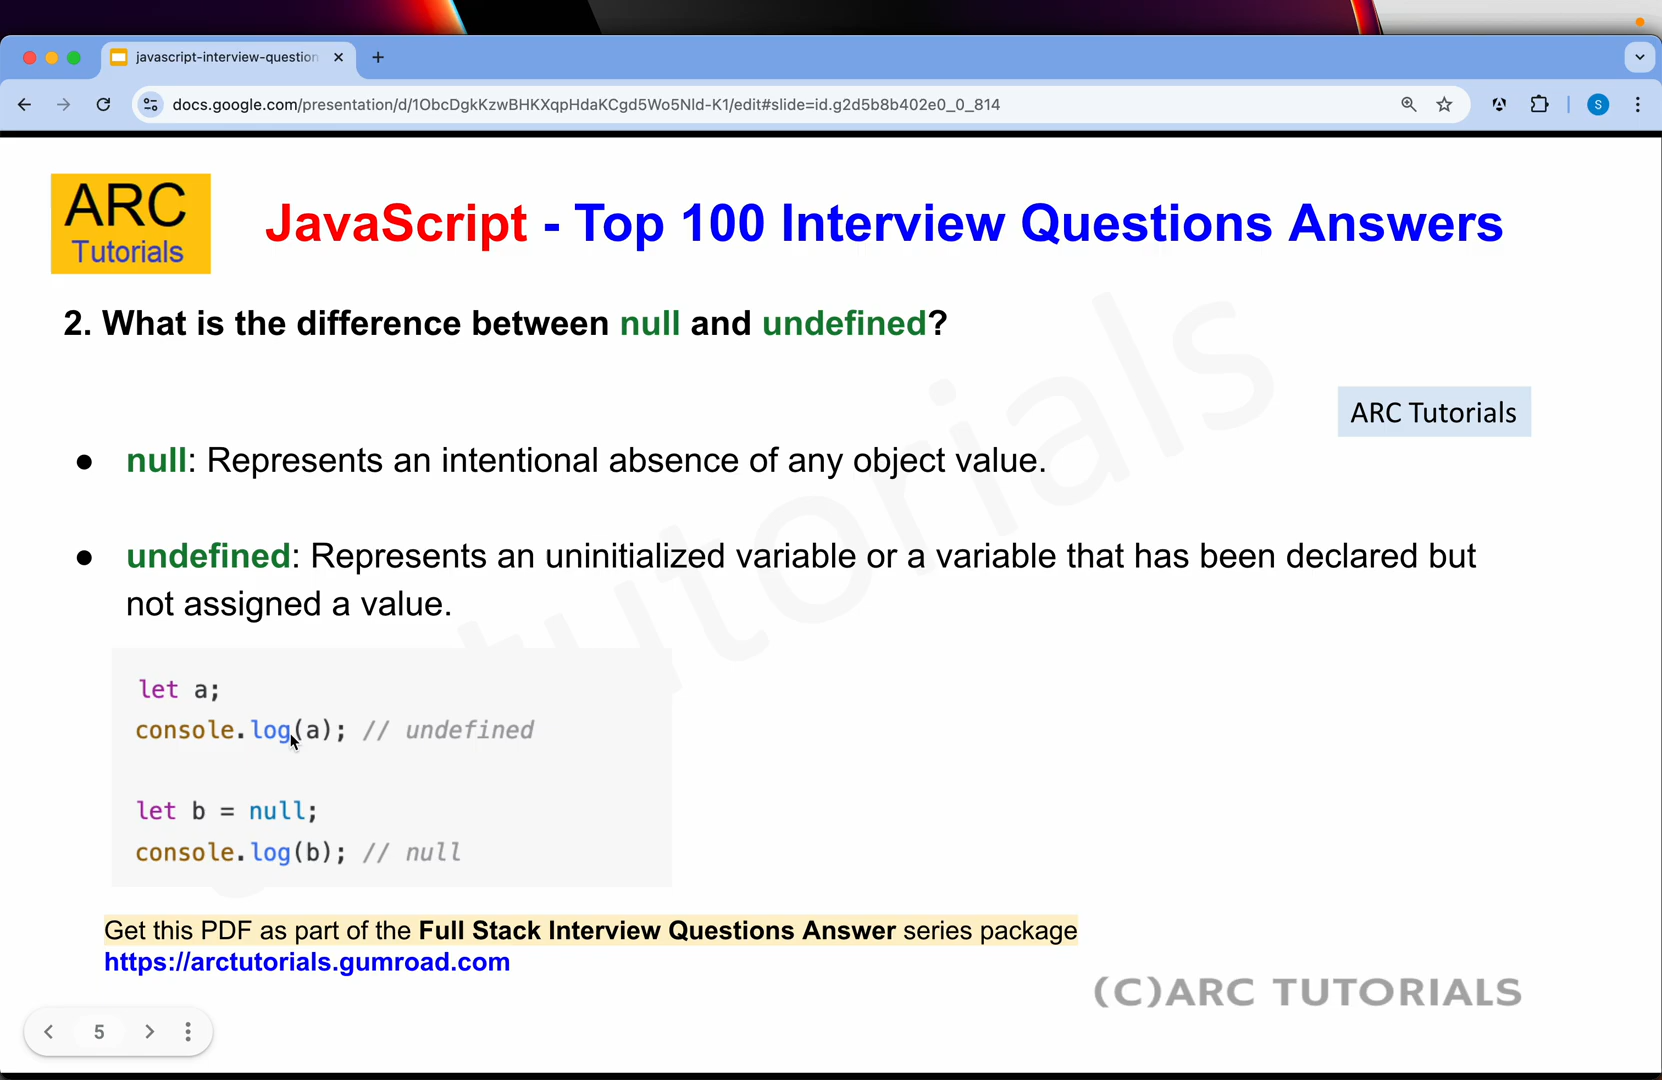 javascript-interview-question
docs.google.com/presentation/d/1ObcDgkKzwBHKXqpHdaKCgd5Wo5Nld-K1/edit#slide=id.g2d5b8b402e0_0_814
S
ARC
Tutorials
JavaScript - Top 100 Interview Questions Answers
2. What is the difference between null and undefined?
ARC Tutorials
● null: Represents an intentional absence of any object value.
● undefined: Represents an uninitialized variable or a variable that has been declared but
not assigned a value.
tutorials
let a;
console.log(a); // undefined
let b = null;
console.log(b); // null
Get this PDF as part of the Full Stack Interview Questions Answer series package
https://arctutorials.gumroad.com
(C)ARC TUTORIALS
5